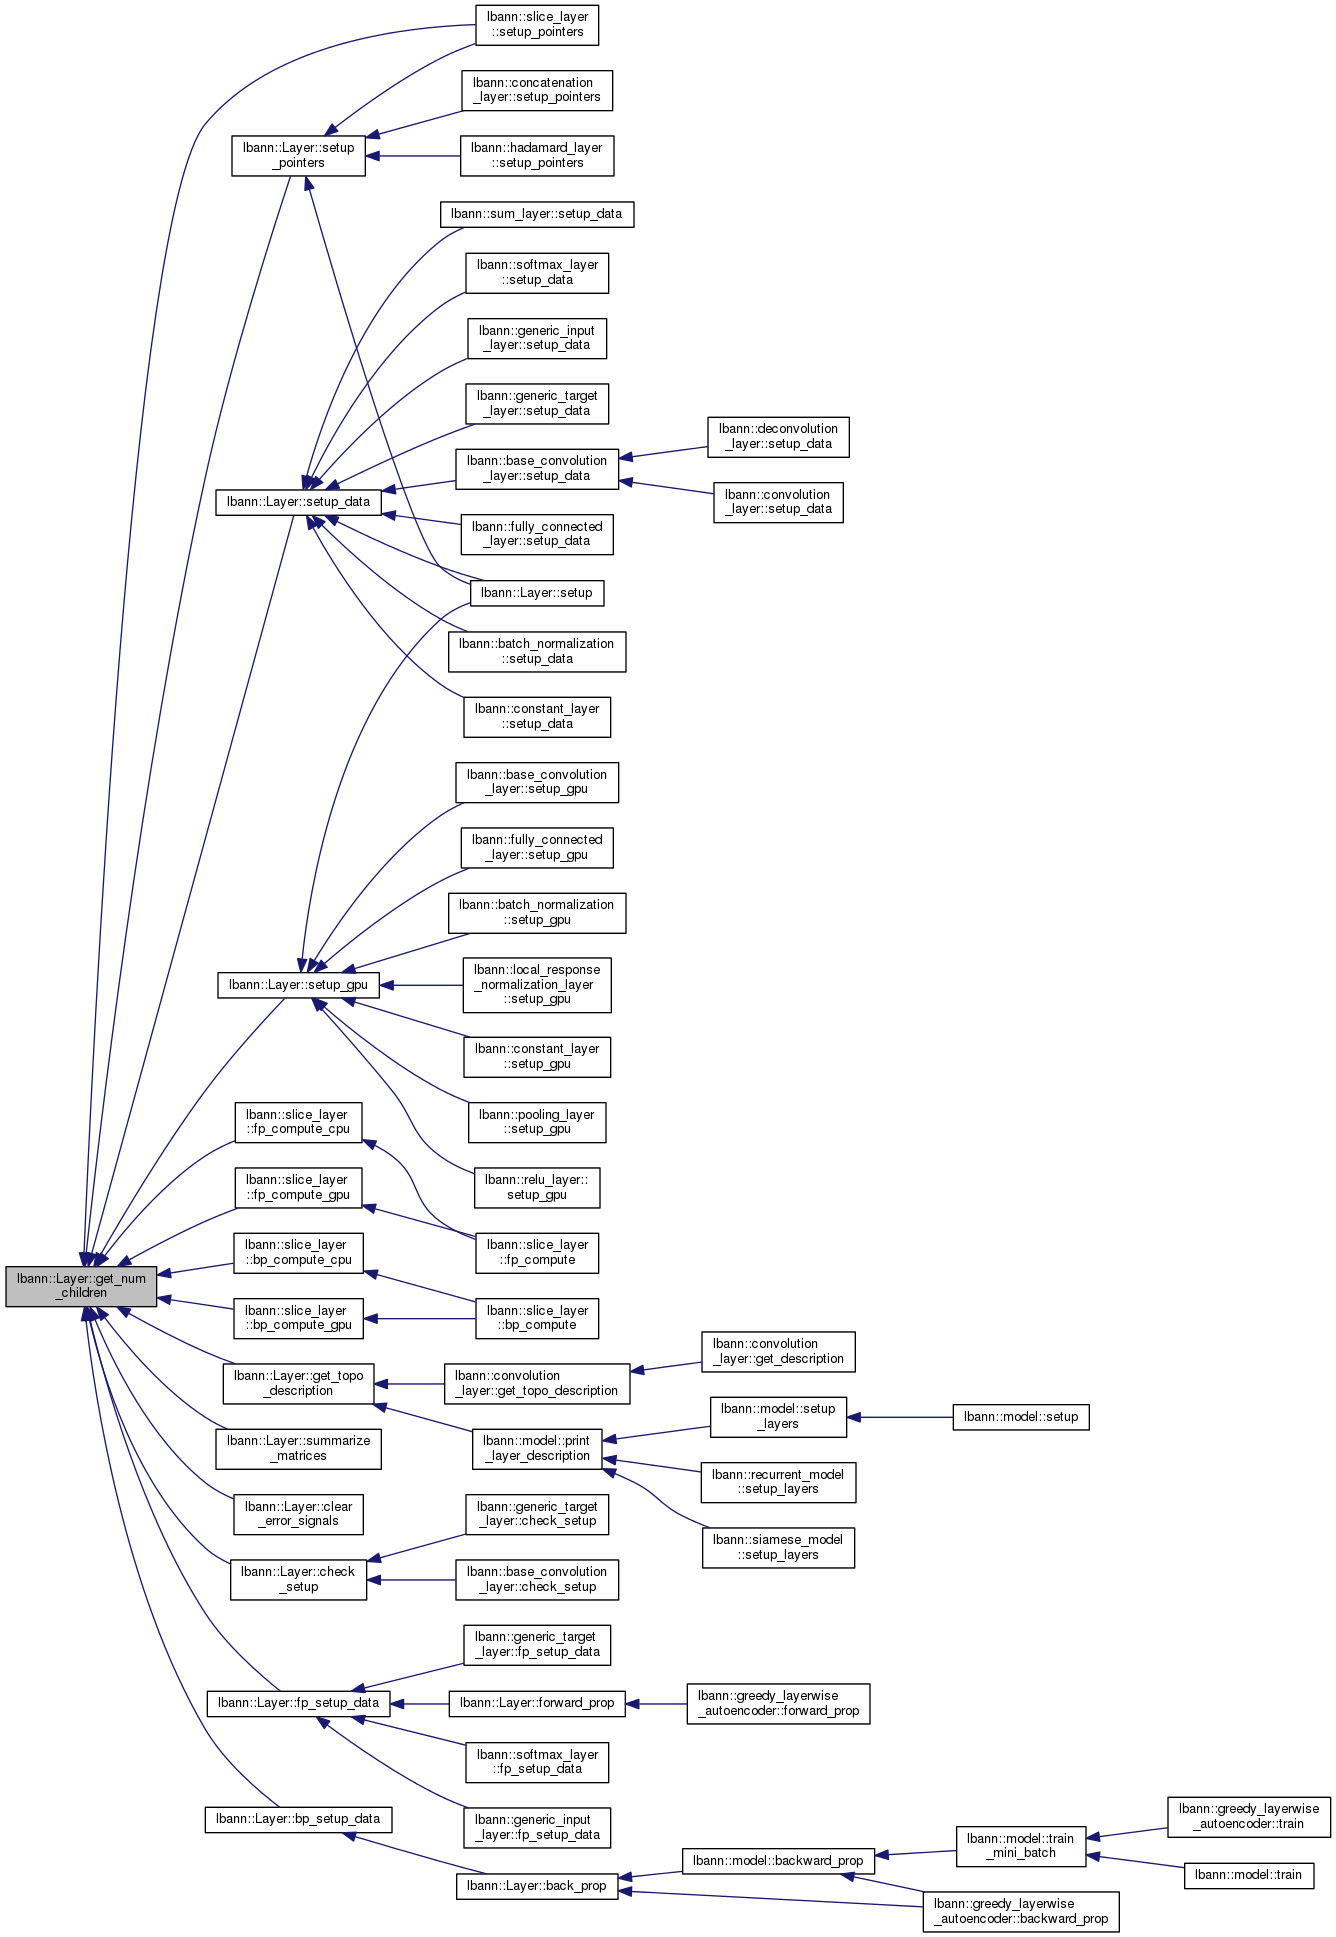 lbann::slice_layer
::setup_pointers
lbann::concatenation
_layer::setup_pointers
lbann::Layer::setup
_pointers
lbann::hadamard_layer
::setup_pointers
lbann::sum_layer::setup_data
lbann::softmax_layer
::setup_data
lbann::generic_input
_layer::setup_data
lbann::generic_target
_layer::setup_data
lbann::deconvolution
_layer::setup_data
lbann::base_convolution
_layer::setup_data
lbann::convolution
_layer::setup_data
lbann::Layer::setup_data
lbann::fully_connected
_layer::setup_data
lbann::Layer::setup
lbann::batch_normalization
::setup_data
lbann::constant_layer
::setup_data
lbann::base_convolution
_layer::setup_gpu
lbann::fully_connected
_layer::setup_gpu
lbann::batch_normalization
::setup_gpu
lbann::Layer::setup_gpu
lbann::local_response
_normalization_layer
::setup_gpu
lbann::constant_layer
::setup_gpu
lbann::slice_layer
::fp_compute_cpu
lbann::pooling_layer
::setup_gpu
lbann::slice_layer
::fp_compute_gpu
lbann::relu_layer::
setup_gpu
lbann::slice_layer
::bp_compute_cpu
lbann::slice_layer
::fp_compute
lbann::Layer::get_num
_children
lbann::slice_layer
::bp_compute_gpu
lbann::slice_layer
::bp_compute
lbann::Layer::get_topo
_description
lbann::convolution
_layer::get_topo_description
lbann::convolution
_layer::get_description
lbann::Layer::summarize
_matrices
lbann::model::print
_layer_description
lbann::model::setup
_layers
lbann::model::setup
lbann::recurrent_model
::setup_layers
lbann::siamese_model
::setup_layers
lbann::Layer::clear
_error_signals
lbann::generic_target
_layer::check_setup
lbann::Layer::check
_setup
lbann::base_convolution
_layer::check_setup
lbann::generic_target
_layer::fp_setup_data
lbann::Layer::fp_setup_data
lbann::Layer::forward_prop
lbann::greedy_layerwise
_autoencoder::forward_prop
lbann::softmax_layer
::fp_setup_data
lbann::generic_input
_layer::fp_setup_data
lbann::Layer::bp_setup_data
lbann::Layer::back_prop
lbann::model::backward_prop
lbann::model::train
_mini_batch
lbann::greedy_layerwise
_autoencoder::train
lbann::model::train
lbann::greedy_layerwise
_autoencoder::backward_prop